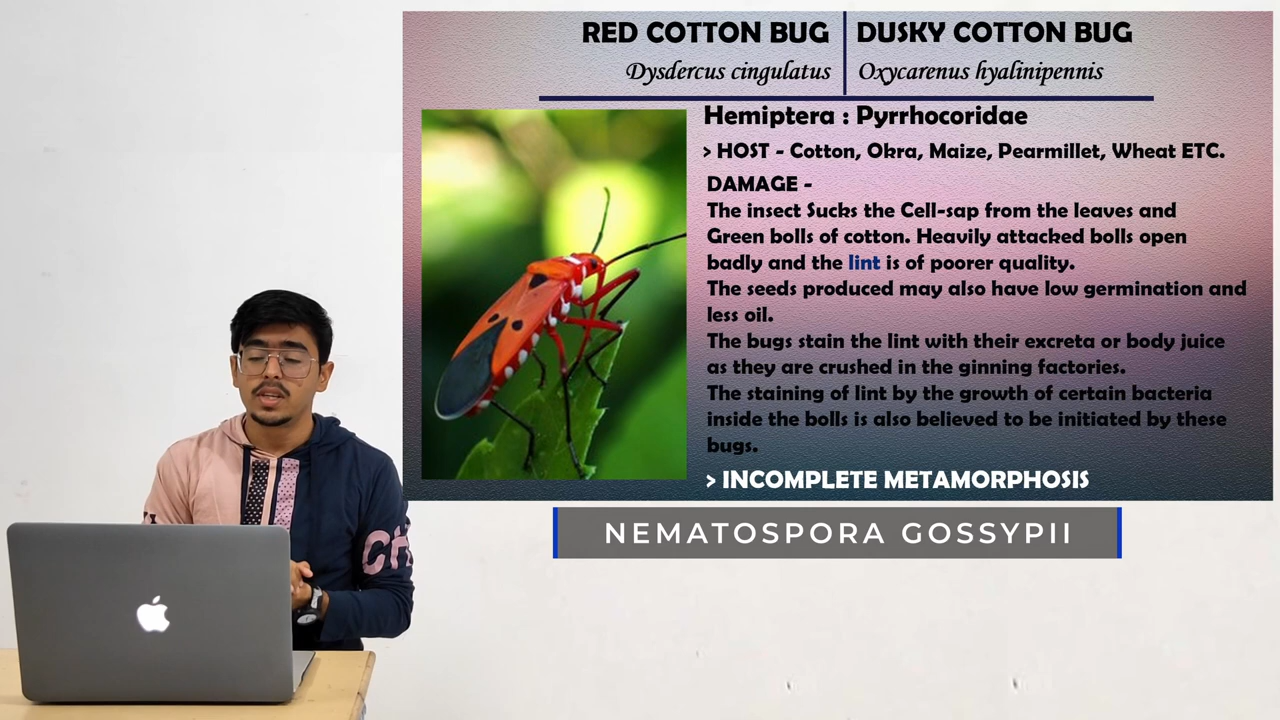 RED COTTON BUG
Dysdercus cingulatus
DUSKY COTTON BUG
Oxycarenus hyalinipennis
Hemiptera : Pyrrhocoridae
> HOST - Cotton, Okra, Maize, Pearmillet, Wheat ETC.
DAMAGE -
The insect Sucks the Cell-sap from the leaves and
Green bolls of cotton. Heavily attacked bolls open
badly and the lint is of poorer quality.
The seeds produced may also have low germination and
less oil.
The bugs stain the lint with their excreta or body juice
as they are crushed in the ginning factories.
The staining of lint by the growth of certain bacteria
inside the bolls is also believed to be initiated by these
bugs.
> INCOMPLETE METAMORPHOSIS
NEMATOSPORA GOSSYPII
CH